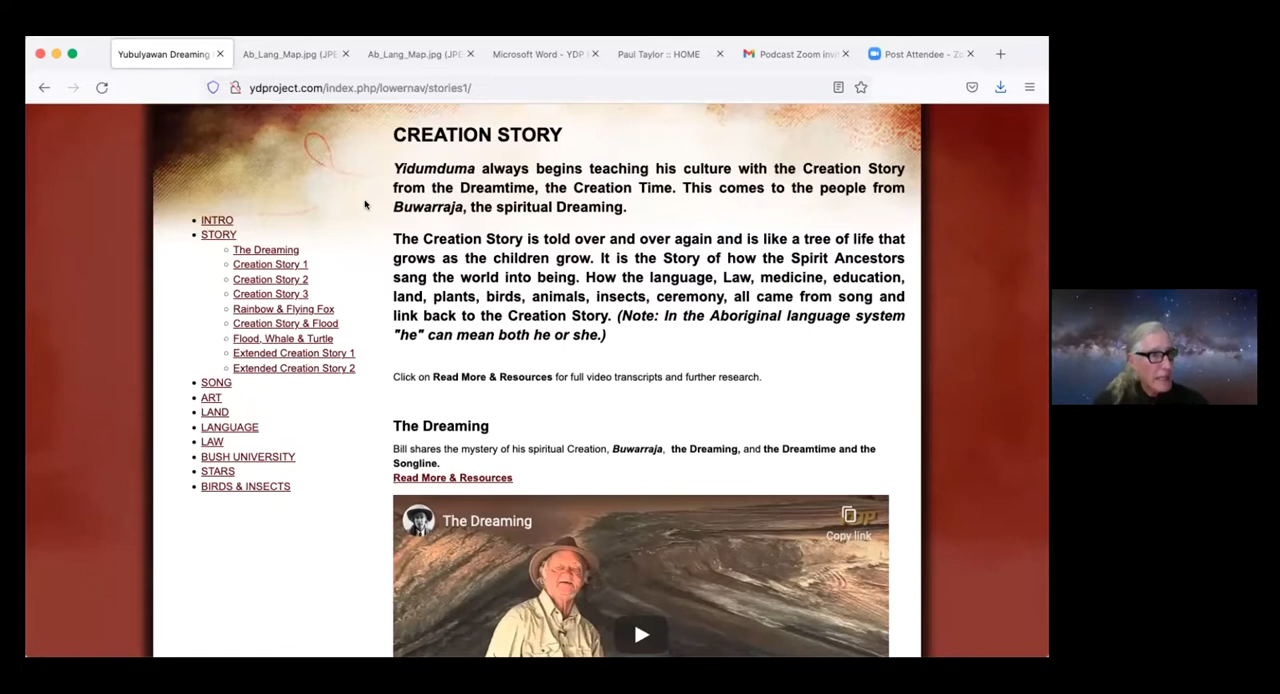 Yubulyawan Dreaming
Ab_Lang_Map.jpg (JPE
Ab_Lang_Map.jpg (JPE
Microsoft Word - YDP
Paul Taylor :: HOME
Podcast Zoom invi
Post Attendee - Zo
ydproject.com/index.php/lowernav/stories1/
INTRO
STORY
The Dreaming
Creation Story 1
Creation Story 2
Creation Story 3
Rainbow & Flying Fox
Creation Story & Flood
Flood, Whale & Turtle
Extended Creation Story 1
Extended Creation Story 2
SONG
ART
LAND
LANGUAGE
LAW
BUSH UNIVERSITY
STARS
BIRDS & INSECTS
CREATION STORY
Yidumduma always begins teaching his culture with the Creation Story
from the Dreamtime, the Creation Time. This comes to the people from
Buwarraja, the spiritual Dreaming.
The Creation Story is told over and over again and is like a tree of life that
grows as the children grow. It is the Story of how the Spirit Ancestors
sang the world into being. How the language, Law, medicine, education,
land, plants, birds, animals, insects, ceremony, all came from song and
link back to the Creation Story. (Note: In the Aboriginal language system
"he" can mean both he or she.)
Click on Read More & Resources for full video transcripts and further research.
The Dreaming
Bill shares the mystery of his spiritual Creation, Buwarraja, the Dreaming, and the Dreamtime and the
Songline.
Read More & Resources
The Dreaming
Copy link